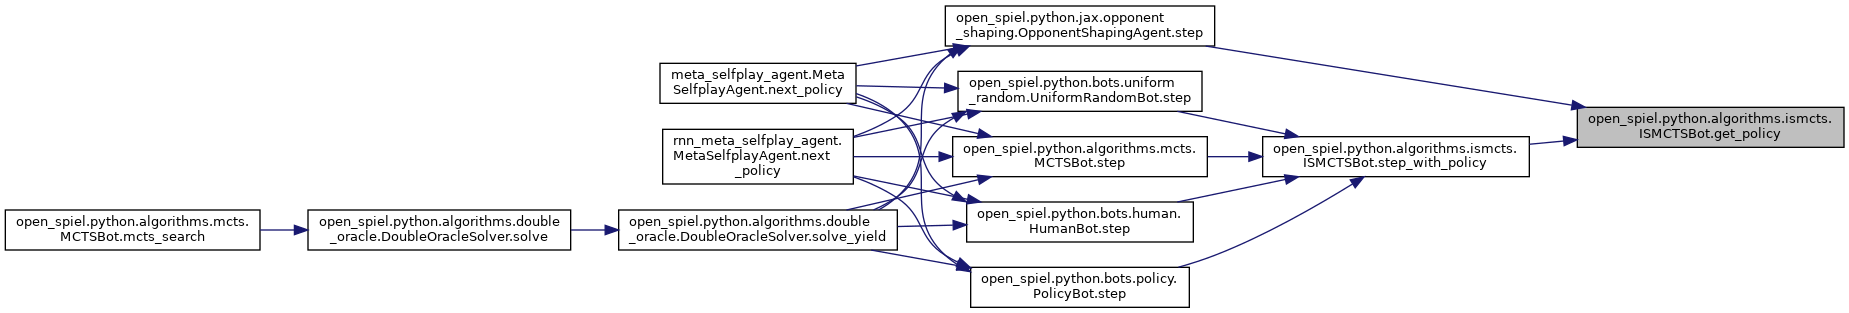 open_spiel.python.jax.opponent
_shaping.OpponentShapingAgent.step
meta_selfplay_agent.Meta
SelfplayAgent.next_policy
open_spiel.python.bots.uniform
_random.UniformRandomBot.step
open_spiel.python.algorithms.ismcts.
ISMCTSBot.get_policy
rnn_meta_selfplay_agent.
MetaSelfplayAgent.next
_policy
open_spiel.python.algorithms.mcts.
MCTSBot.step
open_spiel.python.algorithms.ismcts.
ISMCTSBot.step_with_policy
open_spiel.python.algorithms.mcts.
MCTSBot.mcts_search
open_spiel.python.algorithms.double
_oracle.DoubleOracleSolver.solve
open_spiel.python.algorithms.double
_oracle.DoubleOracleSolver.solve_yield
open_spiel.python.bots.human.
HumanBot.step
open_spiel.python.bots.policy.
PolicyBot.step